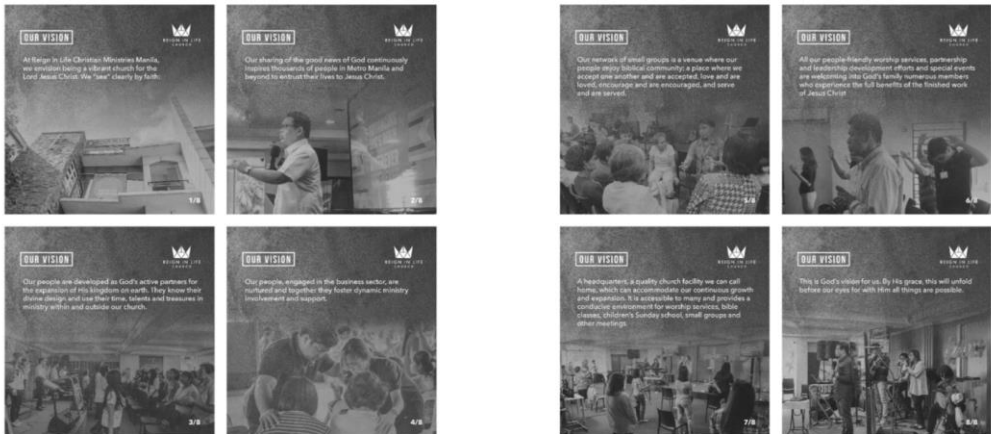 OUR VISION
REIGN IN LIFE
CHURCH
At Reign in Life Christian Ministries Manila,
we envision being a vibrant church for the
Lord Jesus Christ. We "see" clearly by faith:
1/8
OUR VISION
REIGN IN LIFE
CHURCH
Our sharing of the good news of God continuously
inspires thousands of people in Metro Manila and
beyond to entrust their lives to Jesus Christ.
2/8
OUR VISION
REIGN IN LIFE
CHURCH
Our people are developed as God's active partners for
the expansion of His kingdom on earth. They know their
divine design and use their time, talents and treasures in
ministry within and outside our church.
3/8
OUR VISION
REIGN IN LIFE
CHURCH
Our people, engaged in the business sector, are
nurtured and together they foster dynamic ministry
involvement and support.
4/8
OUR VISION
REIGN IN LIFE
CHURCH
Our network of small groups is a venue where our
people enjoy biblical community; a place where we
accept one another and are accepted, love and are
loved, encourage and are encouraged, and serve
and are served.
5/8
OUR VISION
REIGN IN LIFE
CHURCH
All our people-friendly worship services, partnership
and leadership development efforts and special events
are welcoming into God's family numerous members
who experience the full benefits of the finished work
of Jesus Christ
6/8
OUR VISION
REIGN IN LIFE
CHURCH
A headquarters, a quality church facility we can call
home, which can accommodate our continuous growth
and expansion. It is accessible to many and provides a
conducive environment for worship services, bible
classes, children's Sunday school, small groups and
other meetings.
7/8
OUR VISION
REIGN IN LIFE
CHURCH
This is God's vision for us. By His grace, this will unfold
before our eyes for with Him all things are possible.
8/8